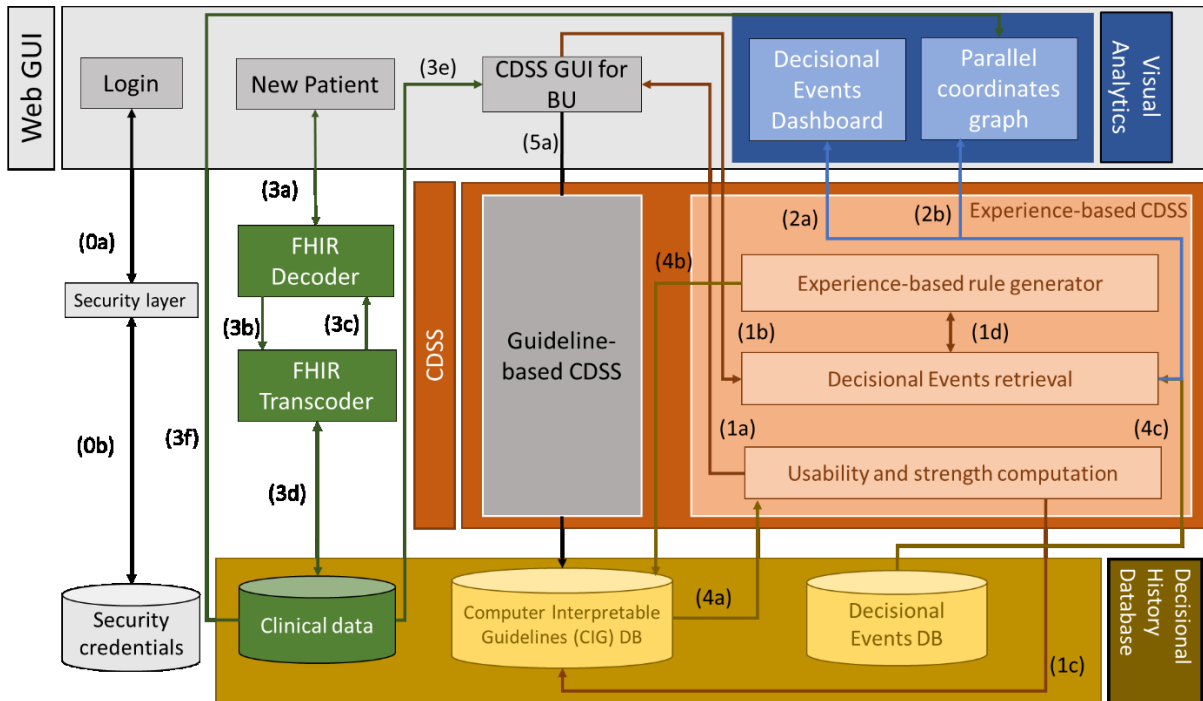 Web GUI
Login
New Patient
(3e)
CDSS GUI for
BU
(5a)
Decisional
Events
Dashboard
Parallel
coordinates
graph
Visual
Analytics
(0a)
Security layer
(0b)
(3f)
(3a)
FHIR
Decoder
(3b)
(3c)
FHIR
Transcoder
(3d)
CDSS
Guideline-
based CDSS
(2a)
(2b)
Experience-based CDSS
(4b)
Experience-based rule generator
(1b)
(1d)
Decisional Events retrieval
(1a)
(4c)
Usability and strength computation
Security
credentials
Clinical data
Computer Interpretable
Guidelines (CIG) DB
(4a)
Decisional
Events DB
(1c)
Decisional
History
Database